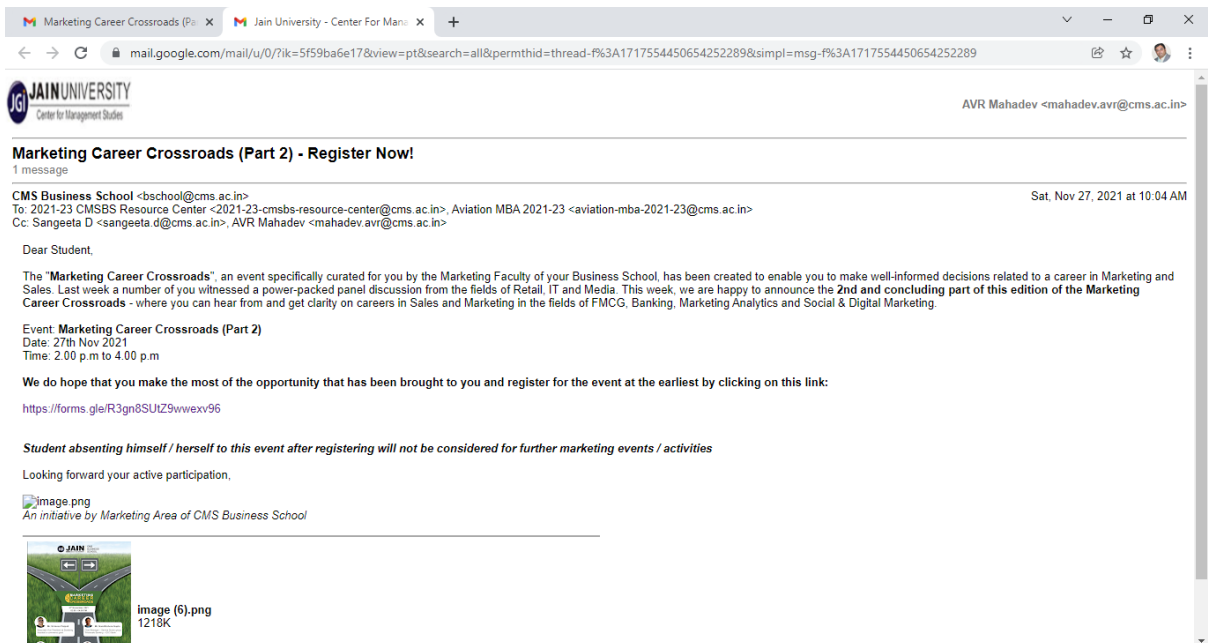 Marketing Career Crossroads (Pa
Jain University - Center For Mana
mail.google.com/mail/u/0/?ik=5f59ba6e17&view=pt&search=all&permthid=thread-f%3A1717554450654252289&simpl=msg-f%3A1717554450654252289
JGI JAIN UNIVERSITY
Center for Management Studies
AVR Mahadev <mahadev.avr@cms.ac.in>
Marketing Career Crossroads (Part 2) - Register Now!
1 message
CMS Business School <bschool@cms.ac.in> Sat, Nov 27, 2021 at 10:04 AM
To: 2021-23 CMSBS Resource Center <2021-23-cmsbs-resource-center@cms.ac.in>, Aviation MBA 2021-23 <aviation-mba-2021-23@cms.ac.in>
Cc: Sangeeta D <sangeeta.d@cms.ac.in>, AVR Mahadev <mahadev.avr@cms.ac.in>
Dear Student,
The "Marketing Career Crossroads", an event specifically curated for you by the Marketing Faculty of your Business School, has been created to enable you to make well-informed decisions related to a career in Marketing and
Sales. Last week a number of you witnessed a power-packed panel discussion from the fields of Retail, IT and Media. This week, we are happy to announce the 2nd and concluding part of this edition of the Marketing
Career Crossroads - where you can hear from and get clarity on careers in Sales and Marketing in the fields of FMCG, Banking, Marketing Analytics and Social & Digital Marketing.
Event: Marketing Career Crossroads (Part 2)
Date: 27th Nov 2021
Time: 2.00 p.m to 4.00 p.m
We do hope that you make the most of the opportunity that has been brought to you and register for the event at the earliest by clicking on this link:
https://forms.gle/R3gn8SUtZ9wwexv96
Student absenting himself / herself to this event after registering will not be considered for further marketing events / activities
Looking forward your active participation,
image.png
An initiative by Marketing Area of CMS Business School
JAIN
image (6).png
1218K